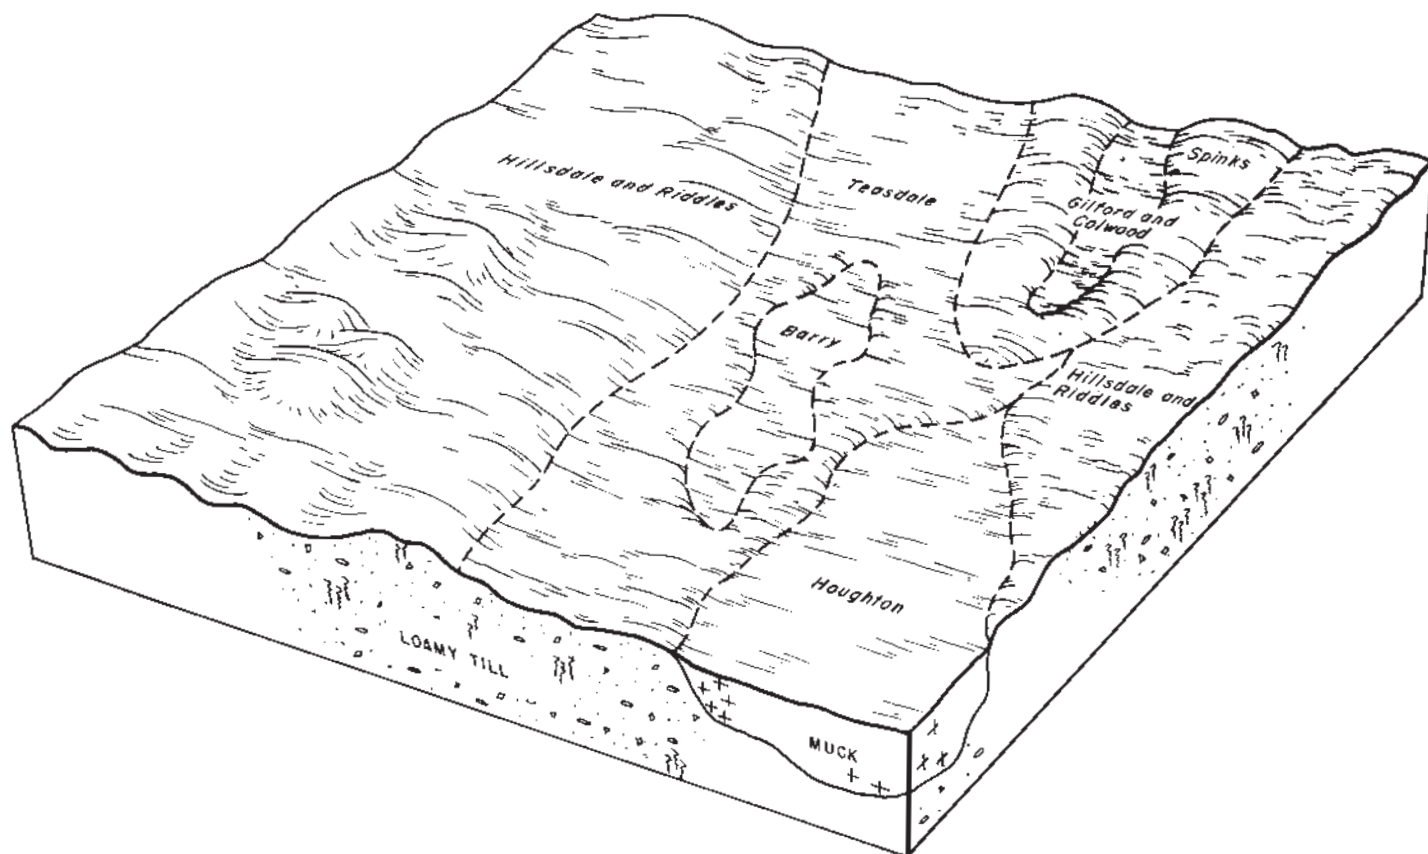 Hillsdale and Riddles
Teasdale
Spinks
Gilford and
Colwood
Barry
Hillsdale and
Riddles
Houghton
LOAMY TILL
MUCK